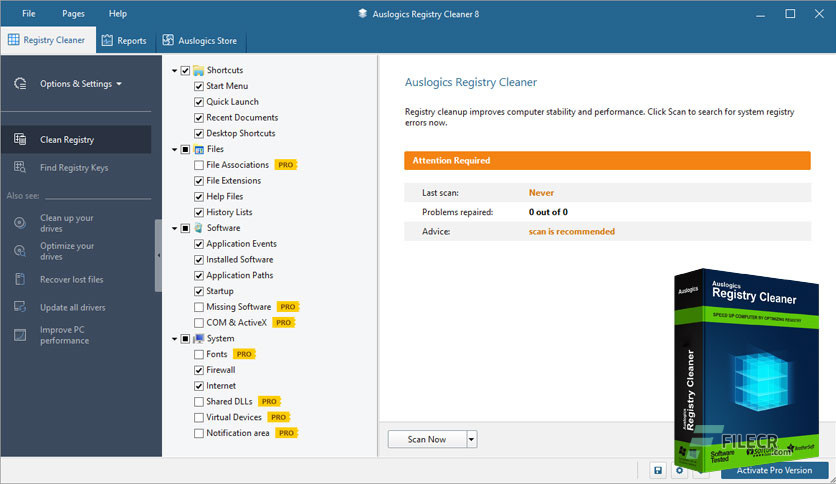 File Pages Help
Auslogics Registry Cleaner 8
Registry Cleaner
Reports
Auslogics Store
Options & Settings
Clean Registry
Find Registry Keys
Also see:
Clean up your
drives
Optimize your
drives
Recover lost files
Update all drivers
Improve PC
performance
Shortcuts
Start Menu
Quick Launch
Recent Documents
Desktop Shortcuts
Files
File Associations PRO
File Extensions
Help Files
History Lists
Software
Application Events
Installed Software
Application Paths
Startup
Missing Software PRO
COM & ActiveX PRO
System
Fonts PRO
Firewall
Internet
Shared DLLs PRO
Virtual Devices PRO
Notification area PRO
Auslogics Registry Cleaner
Registry cleanup improves computer stability and performance. Click Scan to search for system registry
errors now.
Attention Required
Last scan: Never
Problems repaired: 0 out of 0
Advice: scan is recommended
Auslogics
Auslogics
Registry Cleaner
SPEED UP COMPUTER BY OPTIMIZING REGISTRY
Registry Cleaner
FILECR
.com
Software
Tested
Scan Now
Activate Pro Version